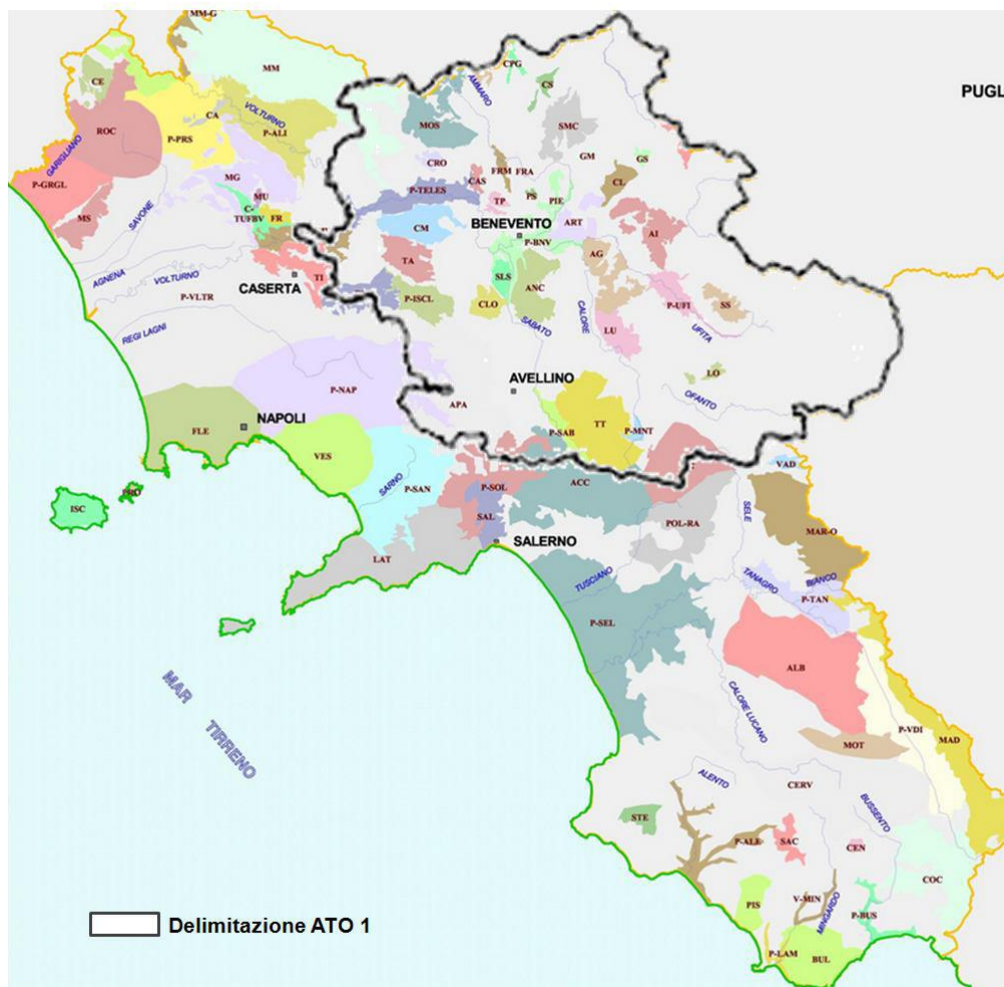 MM-G
CPG
CE
MM
AMMARO
CS
PUGL
VOLTURNO
CA
ROC
P-PRS
P-ALI
MOS
SMC
GARIGLIANO
CRO
FRM
FRA
GM
GS
P-GRGL
MG
P-TELES
CAS
CL
MU
TP
PS
PIE
MS
SAVONE
C-
TUFBV
FR
CM
BENEVENTO
ART
AI
P-BNV
AG
TA
AGNENA
VOLTURNO
CASERTA
TI
SLS
ANC
P-VLTR
P-ISCL
CLO
P-UFI
SS
REGI LAGNI
SABATO
CALORE
LU
UFITA
LO
P-NAP
AVELLINO
OFANTO
APA
NAPOLI
FLE
TT
P-SAB
P-MNT
VES
VAD
SARNO
P-SAN
P-SOL
ACC
PRO
ISC
SAL
POL-RA
SELE
MAR-O
SALERNO
LAT
TUSCIANO
TANAGRO
BIANCO
P-TAN
P-SEL
ALB
MAR TIRRENO
CALORE LUCANO
P-VDI
MAD
MOT
ALENTO
CERV
BUSSENTO
STE
P-ALE
SAC
CEN
COC
PIS
V-MIN
MINGARDO
P-BUS
Delimitazione ATO 1
P-LAM
BUL